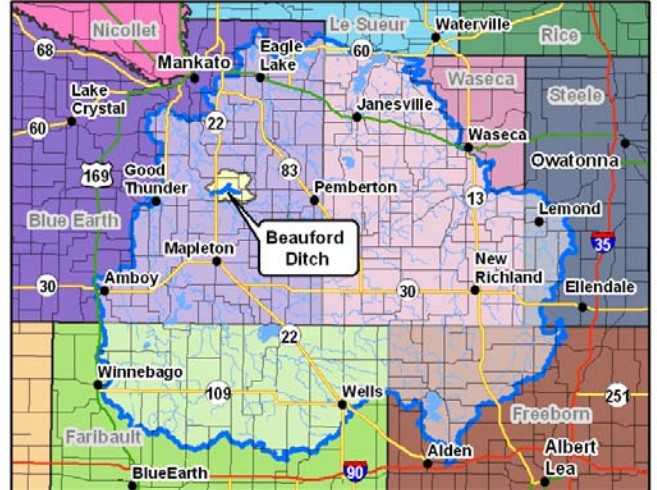 Nicollet
Le Sueur
Waterville
Rice
68
Eagle
Lake
60
Mankato
Waseca
Steele
Lake
Crystal
22
Janesville
60
Waseca
Owatonna
169
Good
Thunder
83
Pemberton
13
Lemond
Blue Earth
Beauford
Ditch
35
Mapleton
New
Richland
30
Amboy
30
Ellendale
22
Winnebago
109
Wells
251
Freeborn
Faribault
Alden
Albert
Lea
BlueEarth
90